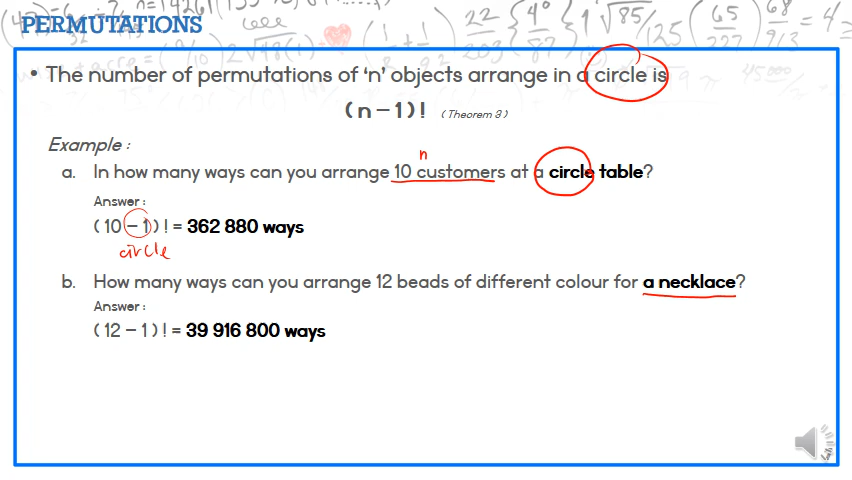 PERMUTATIONS
• The number of permutations of ‘n’ objects arrange in a circle is
(n – 1)! (Theorem 3)
Example :
n
a. In how many ways can you arrange 10 customers at a circle table?
Answer :
(10 – 1)! = 362 880 ways
circle
b. How many ways can you arrange 12 beads of different colour for a necklace?
Answer :
(12 – 1)! = 39 916 800 ways